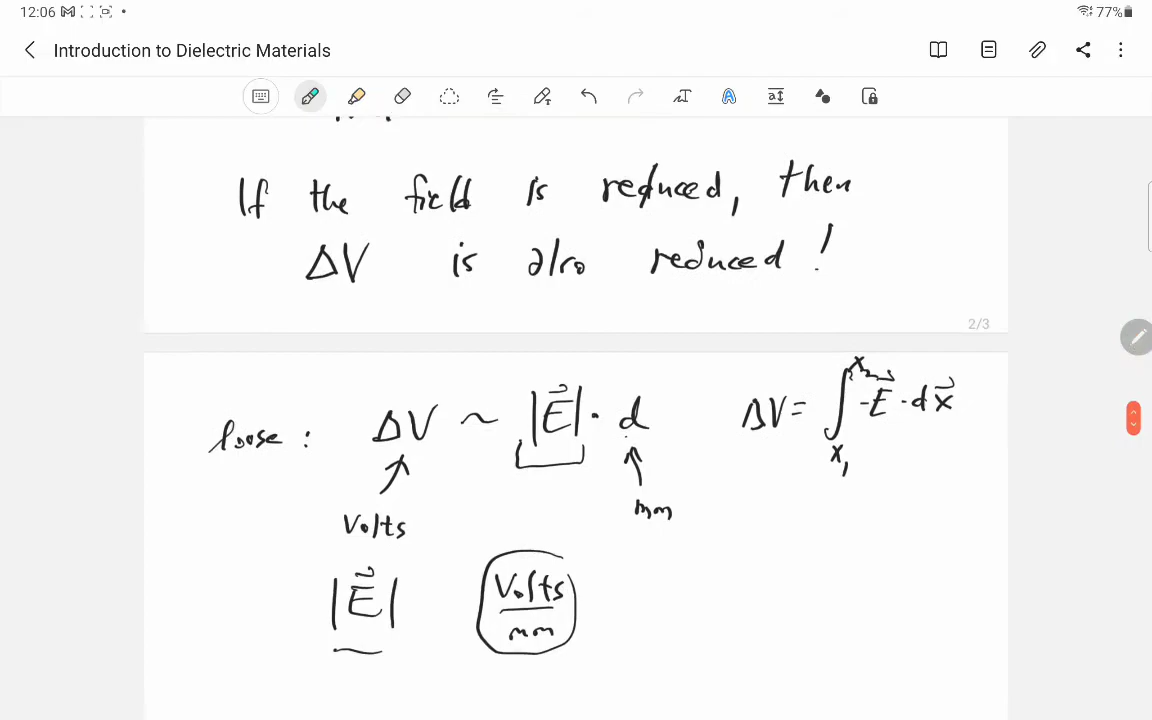 12:06
77%
Introduction to Dielectric Materials
If the field is reduced, then
ΔV is also reduced!
2/3
loose: ΔV ~ |E⃗| · d
ΔV = ∫_{x₁}^{x₂} -E⃗ · dx⃗
Volts
mm
|E⃗|
Volts
mm